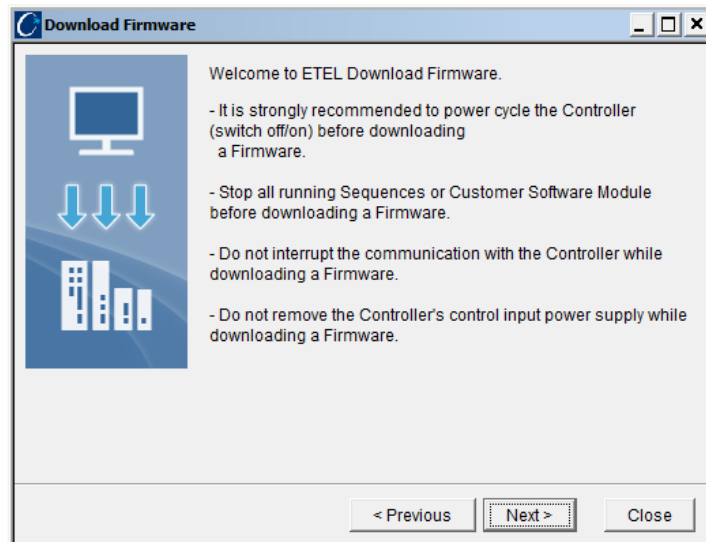 Download Firmware
Welcome to ETEL Download Firmware.
- It is strongly recommended to power cycle the Controller
(switch off/on) before downloading
a Firmware.
- Stop all running Sequences or Customer Software Module
before downloading a Firmware.
- Do not interrupt the communication with the Controller while
downloading a Firmware.
- Do not remove the Controller's control input power supply while
downloading a Firmware.
< Previous
Next >
Close